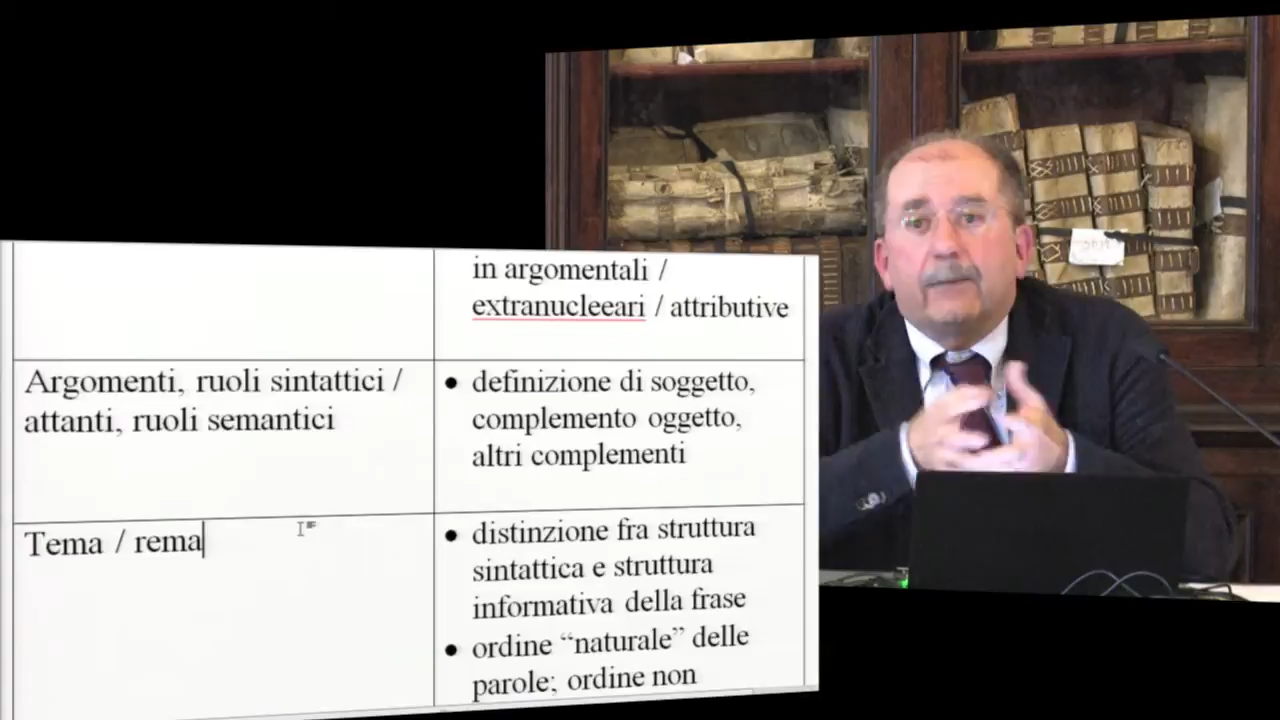 in argomentali /
extranucleeari / attributive
Argomenti, ruoli sintattici /
attanti, ruoli semantici
• definizione di soggetto,
complemento oggetto,
altri complementi
Tema / rema
• distinzione fra struttura
sintattica e struttura
informativa della frase
• ordine “naturale” delle
parole; ordine non